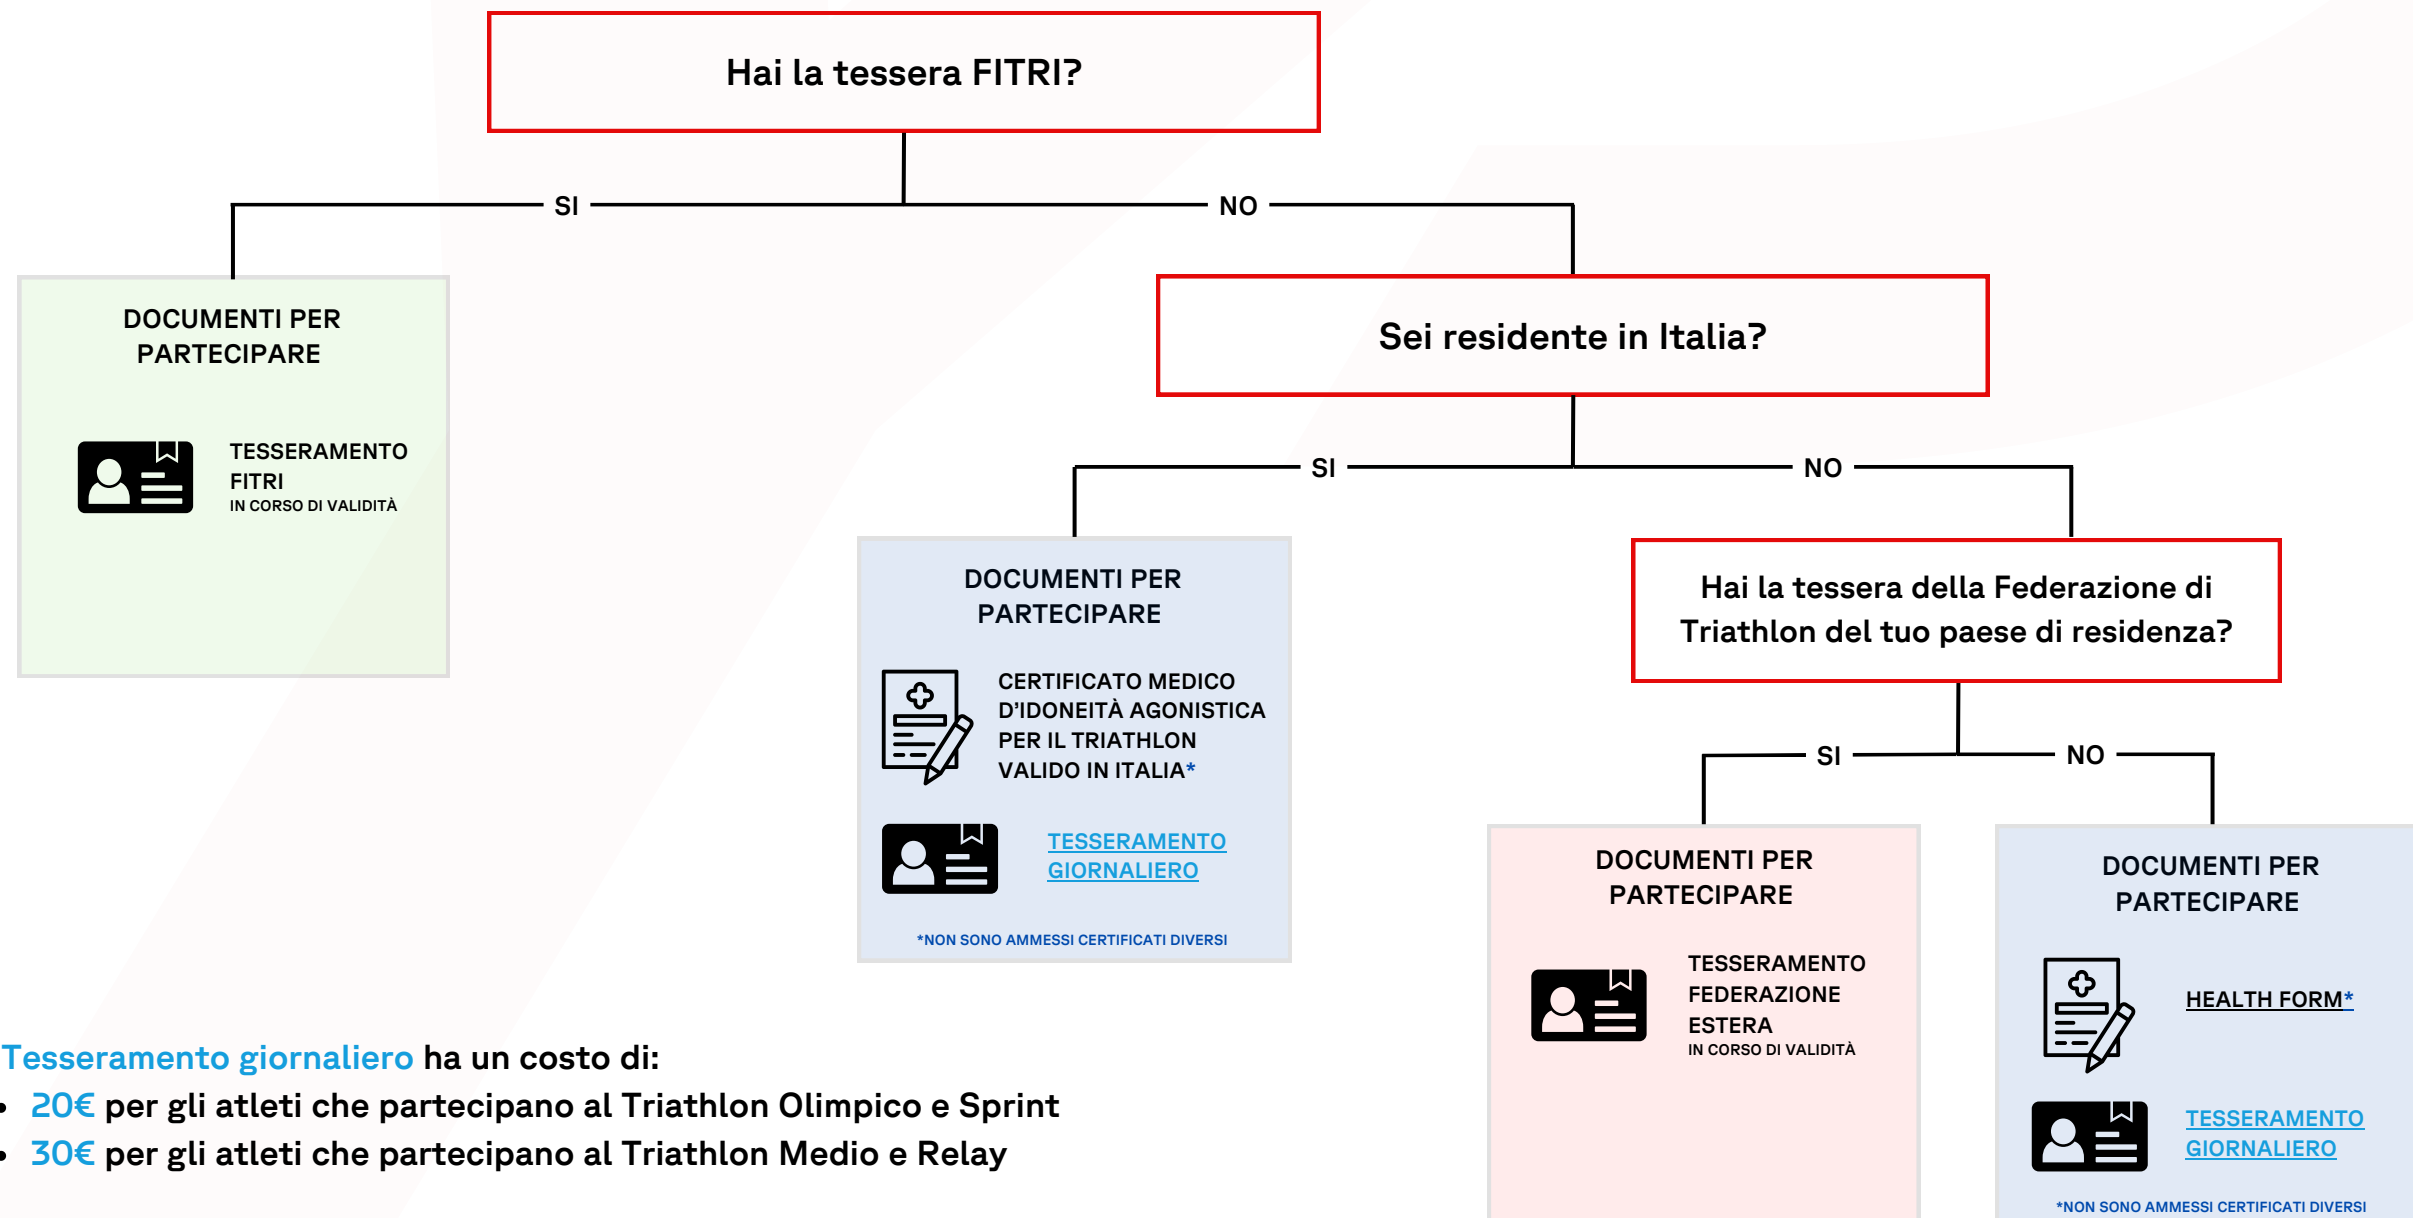 Hai la tessera FITRI?
SI
NO
DOCUMENTI PER
PARTECIPARE
TESSERAMENTO
FITRI
IN CORSO DI VALIDITÀ
Sei residente in Italia?
SI
NO
DOCUMENTI PER
PARTECIPARE
CERTIFICATO MEDICO
D'IDONEITÀ AGONISTICA
PER IL TRIATHLON
VALIDO IN ITALIA*
TESSERAMENTO
GIORNALIERO
*NON SONO AMMESSI CERTIFICATI DIVERSI
Hai la tessera della Federazione di
Triathlon del tuo paese di residenza?
SI
NO
DOCUMENTI PER
PARTECIPARE
TESSERAMENTO
FEDERAZIONE
ESTERA
IN CORSO DI VALIDITÀ
DOCUMENTI PER
PARTECIPARE
HEALTH FORM*
TESSERAMENTO
GIORNALIERO
*NON SONO AMMESSI CERTIFICATI DIVERSI
Tesseramento giornaliero ha un costo di:
• 20€ per gli atleti che partecipano al Triathlon Olimpico e Sprint
• 30€ per gli atleti che partecipano al Triathlon Medio e Relay